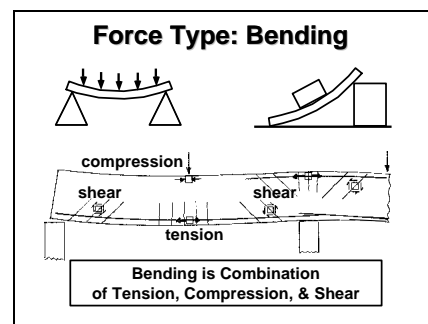 Force Type: Bending
compression
shear
shear
tension
Bending is Combination
of Tension, Compression, & Shear